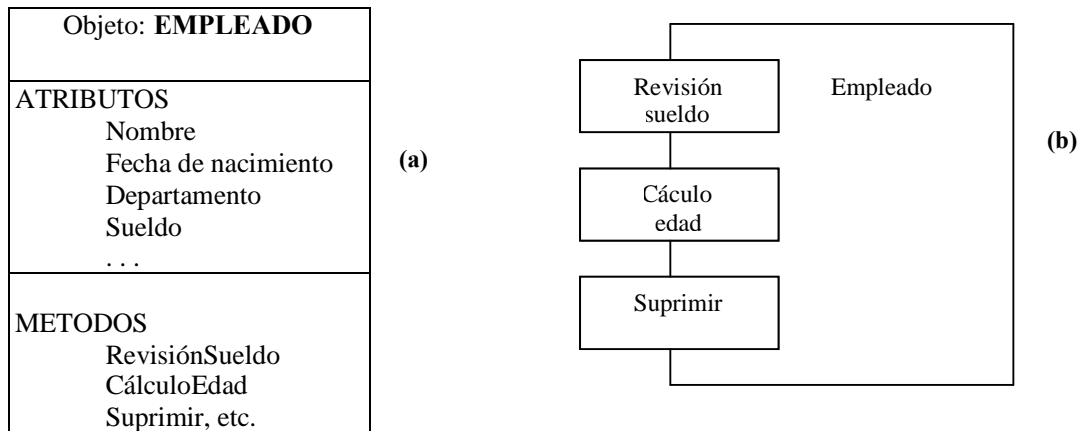 Objeto: EMPLEADO
ATRIBUTOS
Nombre
Fecha de nacimiento
Departamento
Sueldo
. . .
METODOS
RevisiónSueldo
CálculoEdad
Suprimir, etc.
(a)
Revisión
sueldo
Empleado
Cáculo
edad
Suprimir
(b)